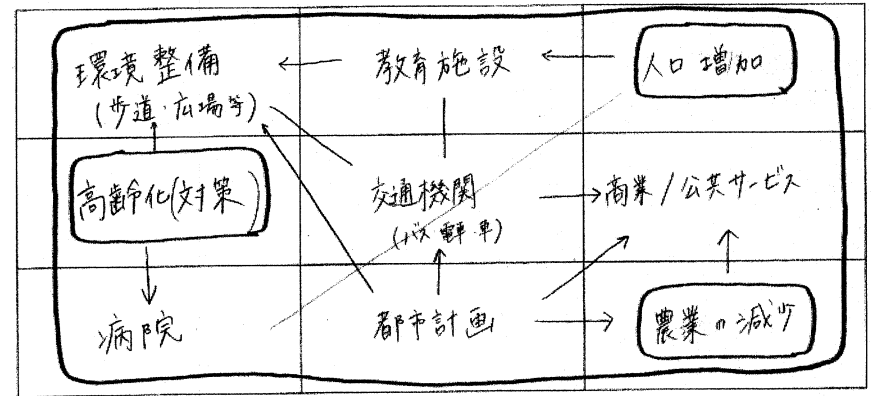 環境整備
(歩道・広場等)
教育施設
人口増加
高齢化(対策)
交通機関
(バス 電車 車)
商業/公共サービス
病院
都市計画
農業の減少